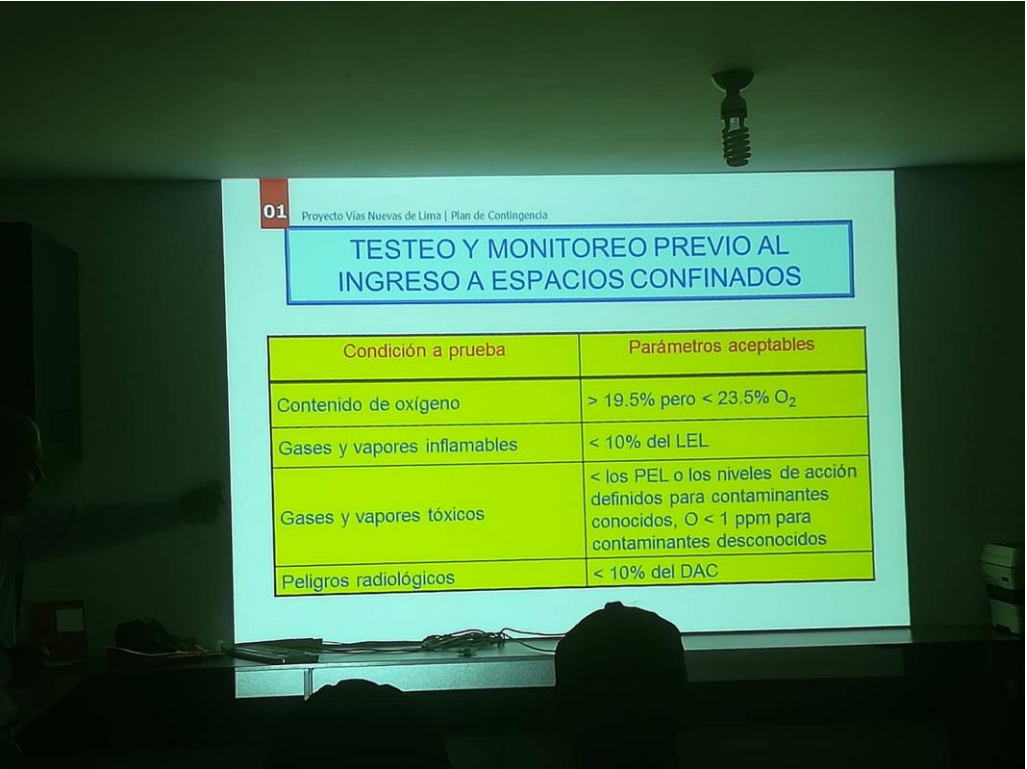 01
Proyecto Vías Nuevas de Lima | Plan de Contingencia
TESTEO Y MONITOREO PREVIO AL
INGRESO A ESPACIOS CONFINADOS
Condición a prueba
Parámetros aceptables
Contenido de oxígeno
> 19.5% pero < 23.5% O₂
Gases y vapores inflamables
< 10% del LEL
Gases y vapores tóxicos
< los PEL o los niveles de acción
definidos para contaminantes
conocidos, O < 1 ppm para
contaminantes desconocidos
Peligros radiológicos
< 10% del DAC